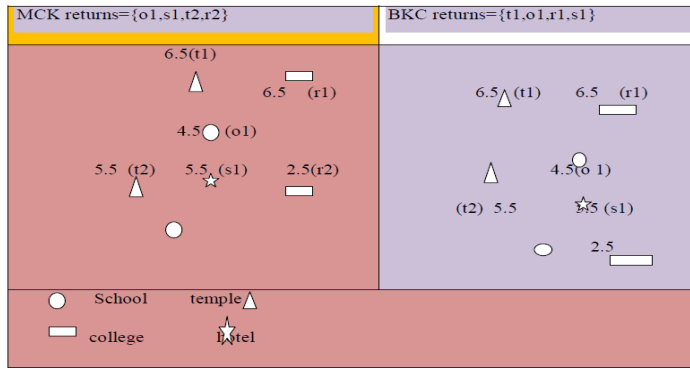 MCK returns={o1,s1,t2,r2}
BKC returns={t1,o1,r1,s1}
6.5(t1)
6.5 (r1)
4.5 (o1)
5.5 (t2) 5.5 (s1) 2.5(r2)
6.5 (t1) 6.5 (r1)
4.5(o 1)
(t2) 5.5 (s1)
2.5
School temple
college hotel